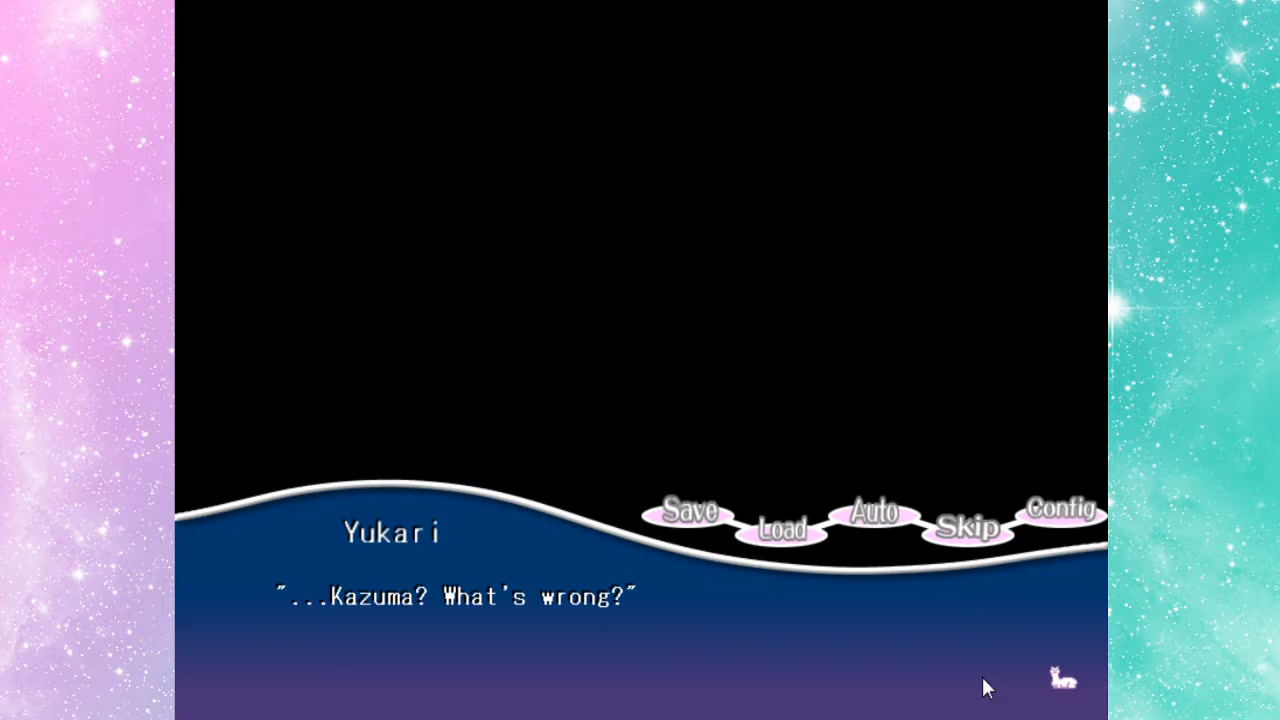 Save
Load
Auto
Skip
Config
Yukari
"...Kazuma? What's wrong?"